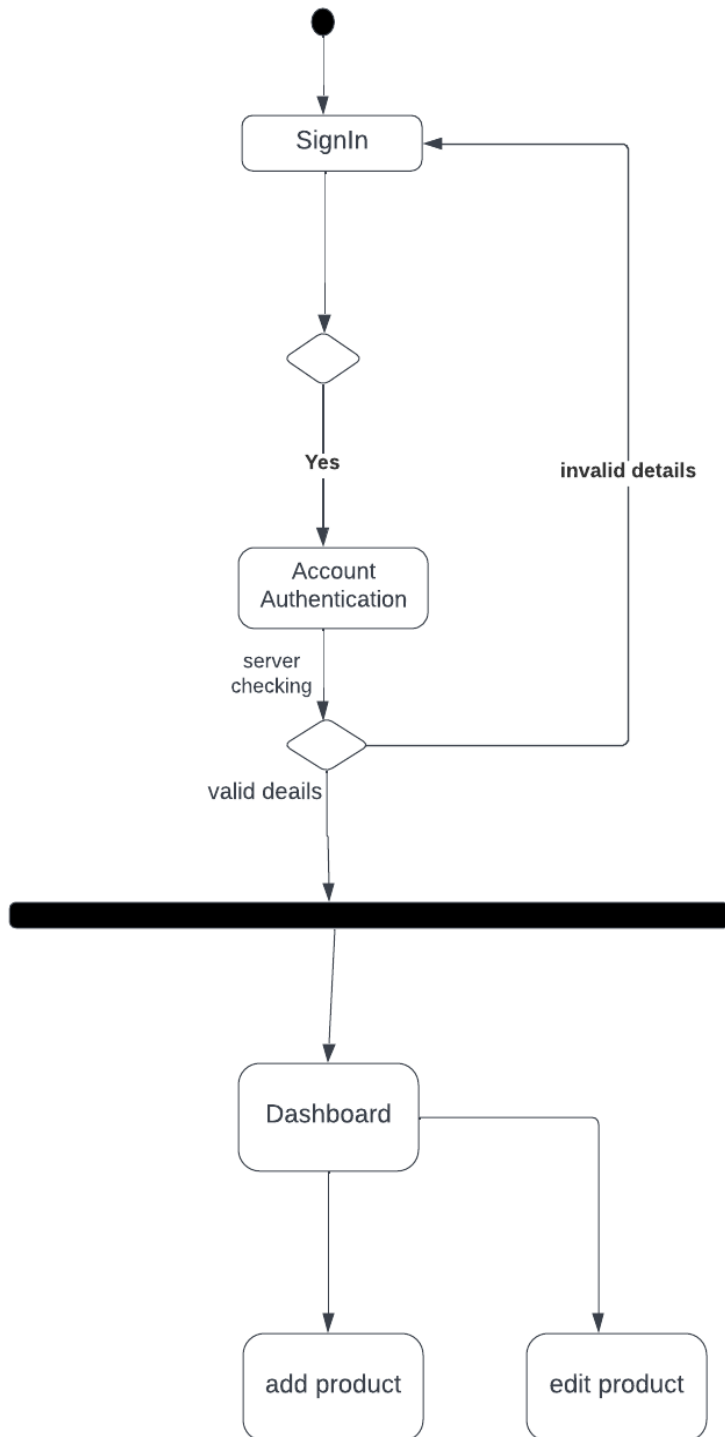 SignIn
Yes
invalid details
Account
Authentication
server
checking
valid deails
Dashboard
add product
edit product